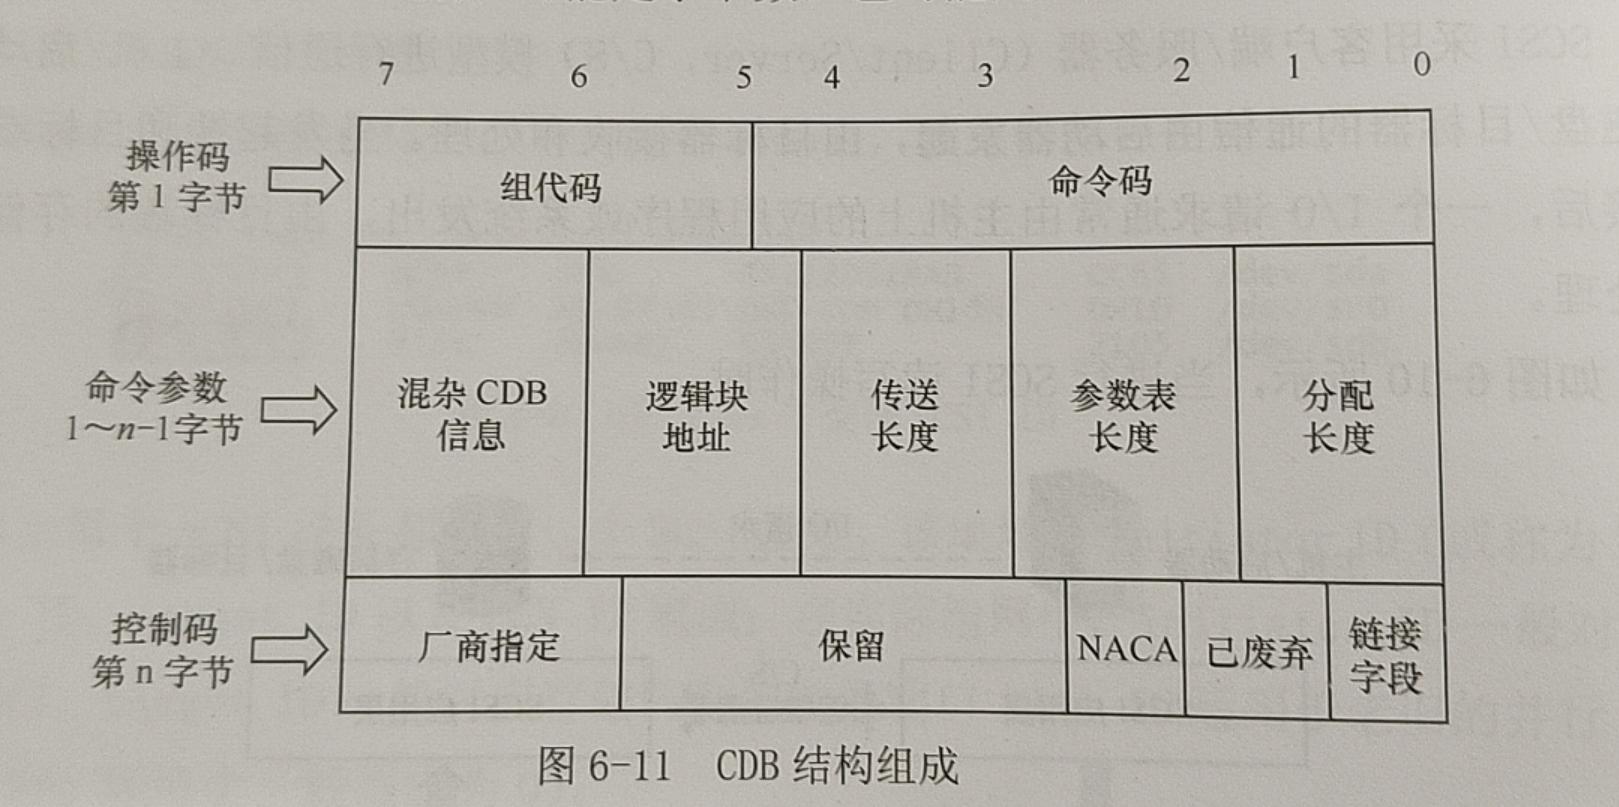 7 6 5 4 3 2 1 0
操作码
第 1 字节
组代码
命令码
命令参数
1~n-1字节
混杂 CDB
信息
逻辑块
地址
传送
长度
参数表
长度
分配
长度
控制码
第 n 字节
厂商指定
保留
NACA
已废弃
链接
字段
图 6-11 CDB 结构组成